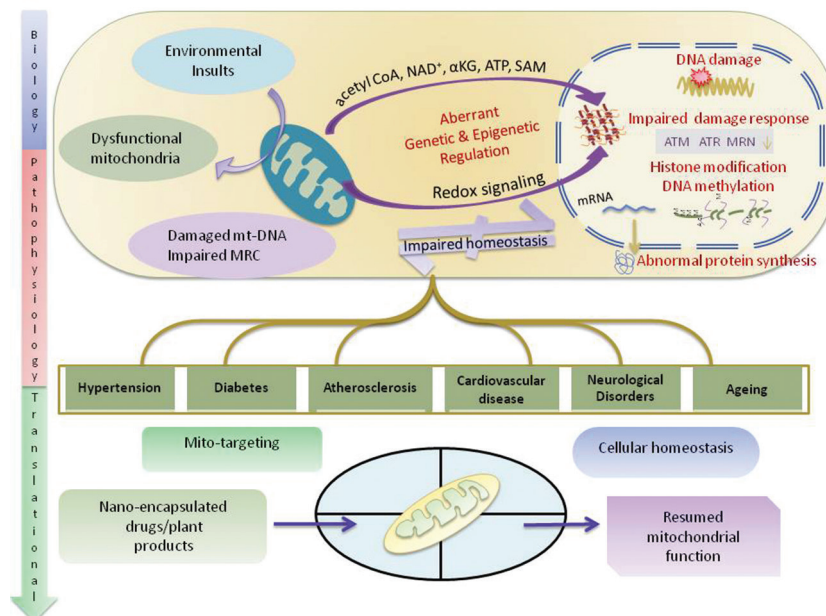 Biology
Pathophysiology
Translational
Environmental
Insults
Dysfunctional
mitochondria
Damaged mt-DNA
Impaired MRC
acetyl CoA, NAD⁺, αKG, ATP, SAM
Aberrant
Genetic & Epigenetic
Regulation
Redox signaling
Impaired homeostasis
DNA damage
Impaired damage response
ATM ATR MRN
Histone modification
DNA methylation
mRNA
Abnormal protein synthesis
Hypertension
Diabetes
Atherosclerosis
Cardiovascular
disease
Neurological
Disorders
Ageing
Mito-targeting
Cellular homeostasis
Nano-encapsulated
drugs/plant
products
Resumed
mitochondrial
function